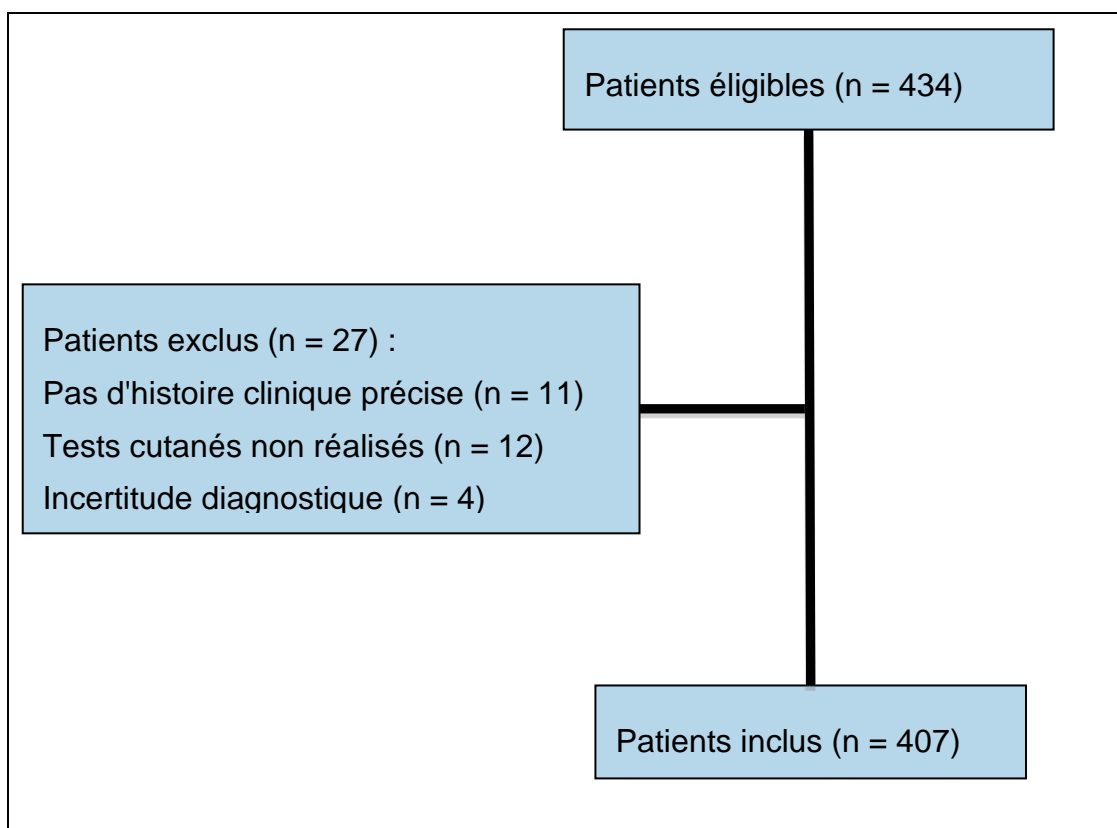 Patients éligibles (n = 434)
Patients exclus (n = 27) :
Pas d'histoire clinique précise (n = 11)
Tests cutanés non réalisés (n = 12)
Incertitude diagnostique (n = 4)
Patients inclus (n = 407)